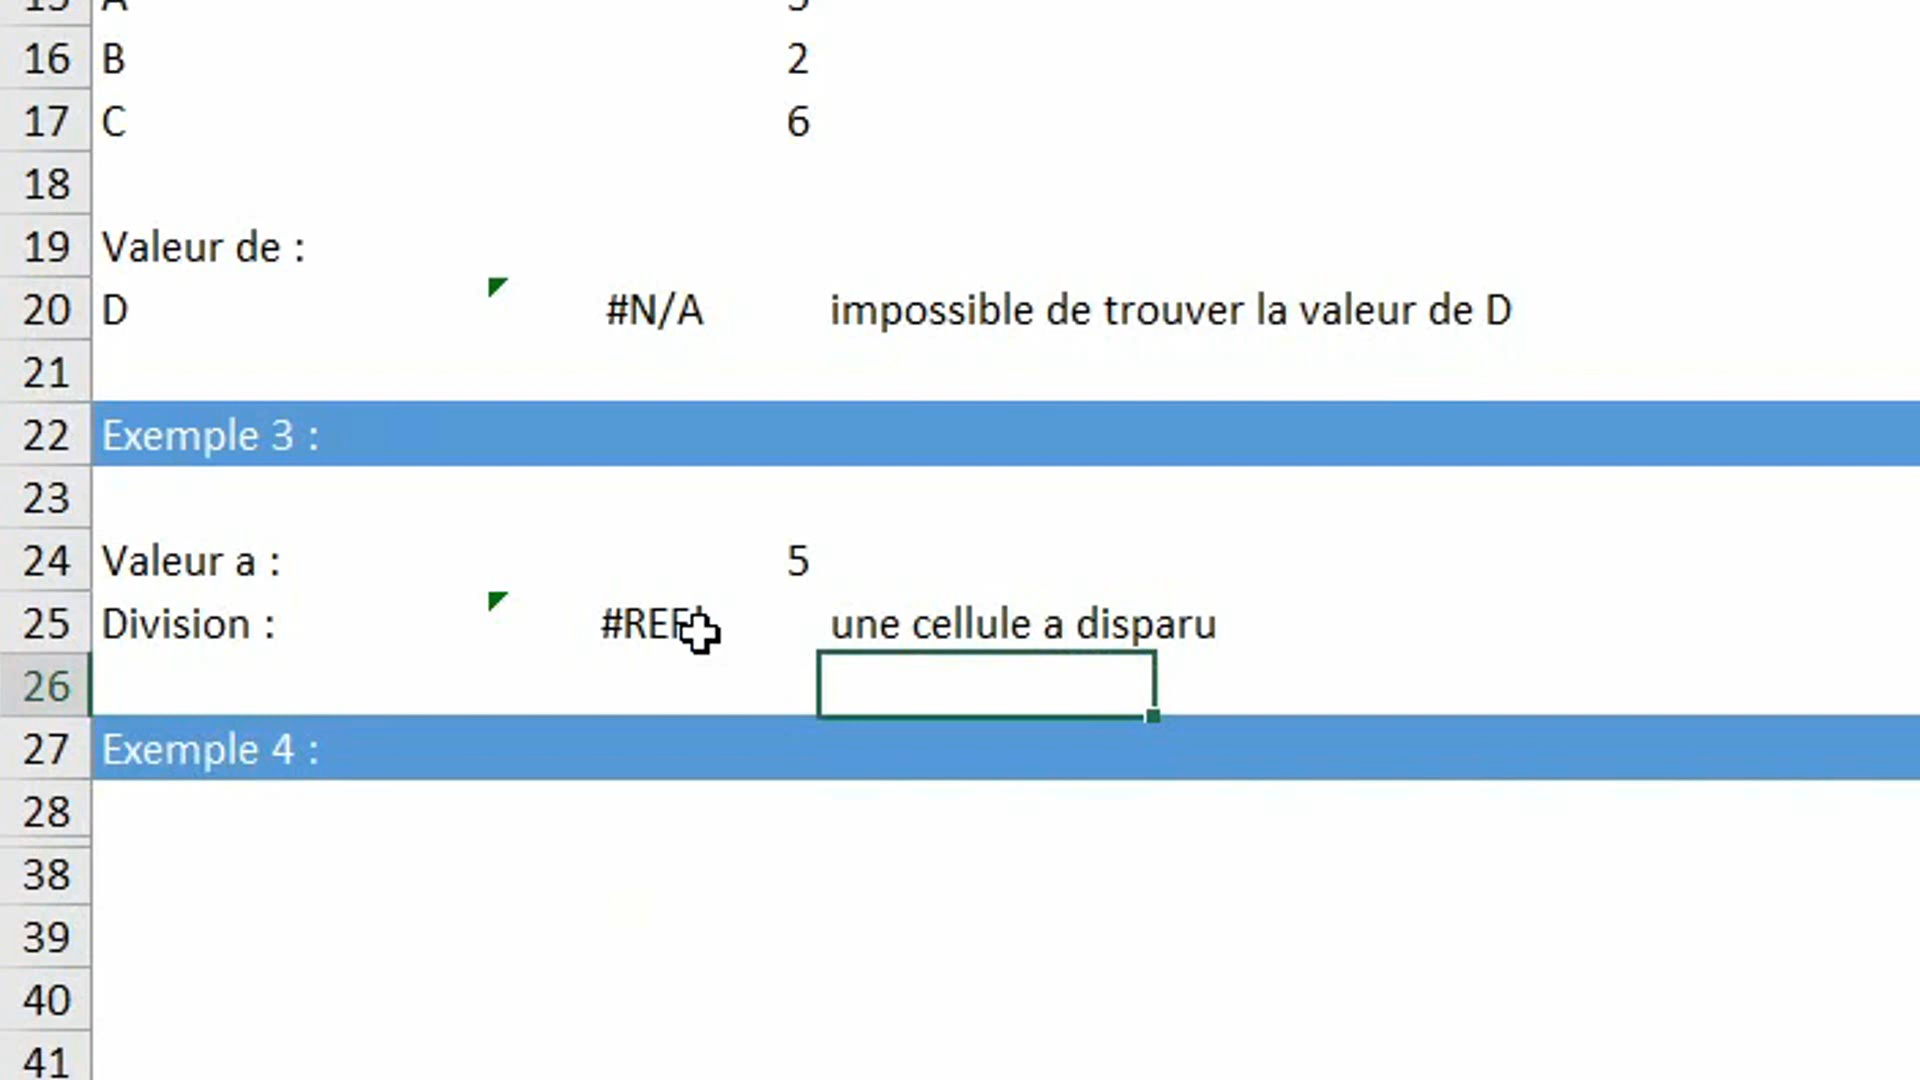 16 B 2
17 C 6
18
19 Valeur de :
20 D #N/A impossible de trouver la valeur de D
21
22 Exemple 3 :
23
24 Valeur a : 5
25 Division : #REF! une cellule a disparu
26
27 Exemple 4 :
28
38
39
40
41